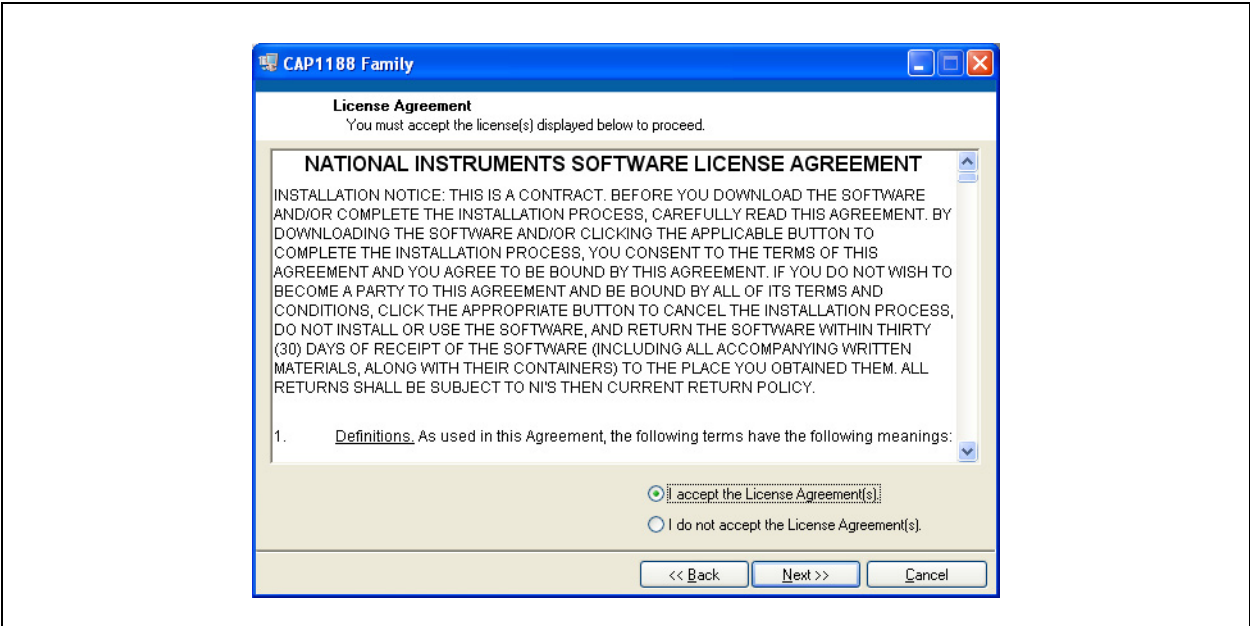 CAP1188 Family
License Agreement
You must accept the license(s) displayed below to proceed.
NATIONAL INSTRUMENTS SOFTWARE LICENSE AGREEMENT
INSTALLATION NOTICE: THIS IS A CONTRACT. BEFORE YOU DOWNLOAD THE SOFTWARE
AND/OR COMPLETE THE INSTALLATION PROCESS, CAREFULLY READ THIS AGREEMENT. BY
DOWNLOADING THE SOFTWARE AND/OR CLICKING THE APPLICABLE BUTTON TO
COMPLETE THE INSTALLATION PROCESS, YOU CONSENT TO THE TERMS OF THIS
AGREEMENT AND YOU AGREE TO BE BOUND BY THIS AGREEMENT. IF YOU DO NOT WISH TO
BECOME A PARTY TO THIS AGREEMENT AND BE BOUND BY ALL OF ITS TERMS AND
CONDITIONS, CLICK THE APPROPRIATE BUTTON TO CANCEL THE INSTALLATION PROCESS,
DO NOT INSTALL OR USE THE SOFTWARE, AND RETURN THE SOFTWARE WITHIN THIRTY
(30) DAYS OF RECEIPT OF THE SOFTWARE (INCLUDING ALL ACCOMPANYING WRITTEN
MATERIALS, ALONG WITH THEIR CONTAINERS) TO THE PLACE YOU OBTAINED THEM. ALL
RETURNS SHALL BE SUBJECT TO NI'S THEN CURRENT RETURN POLICY.
1. Definitions. As used in this Agreement, the following terms have the following meanings:
I accept the License Agreement(s).
I do not accept the License Agreement(s).
<< Back Next >> Cancel